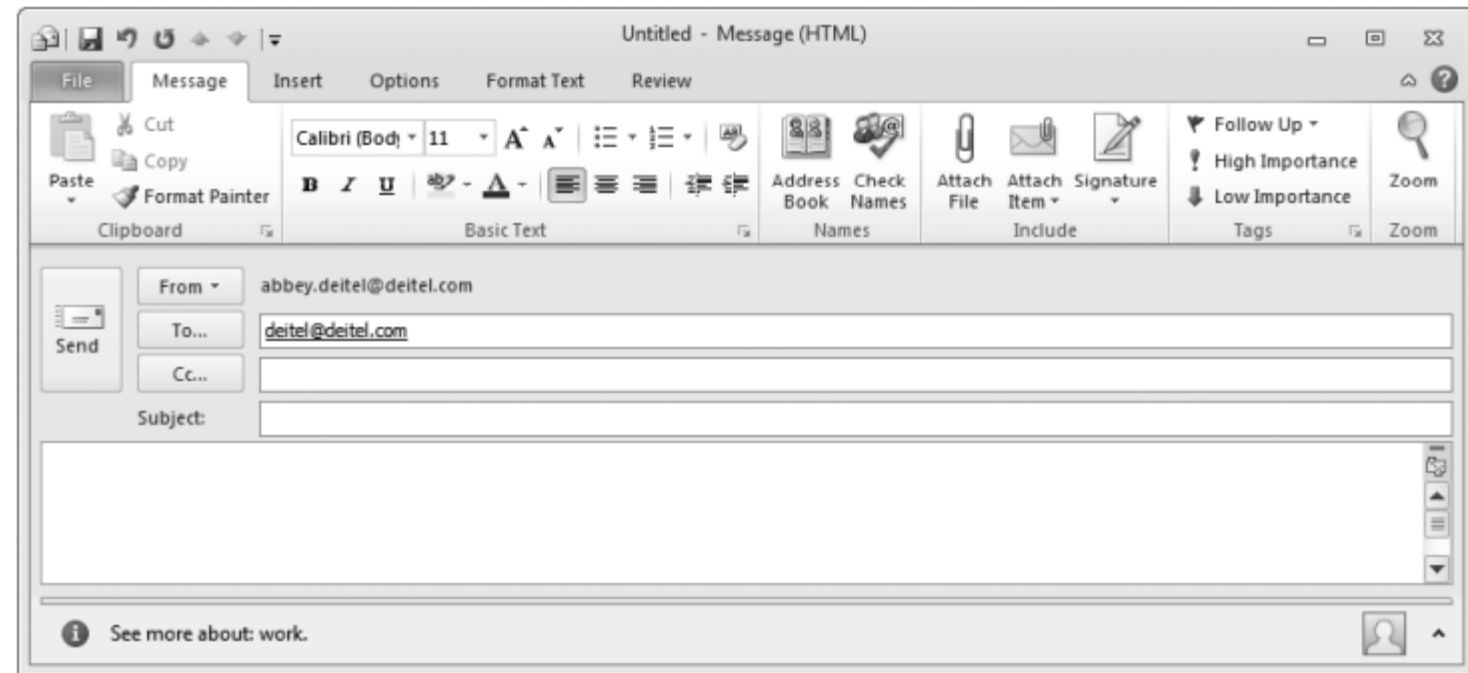 Untitled - Message (HTML)
File Message Insert Options Format Text Review
Paste
Cut
Copy
Format Painter
Clipboard
Calibri (Body 11
Basic Text
Address Book
Check Names
Names
Attach File
Attach Item
Signature
Include
Follow Up
High Importance
Low Importance
Tags
Zoom
Zoom
Send
From abbey.deitel@deitel.com
To... deitel@deitel.com
Cc...
Subject:
See more about: work.